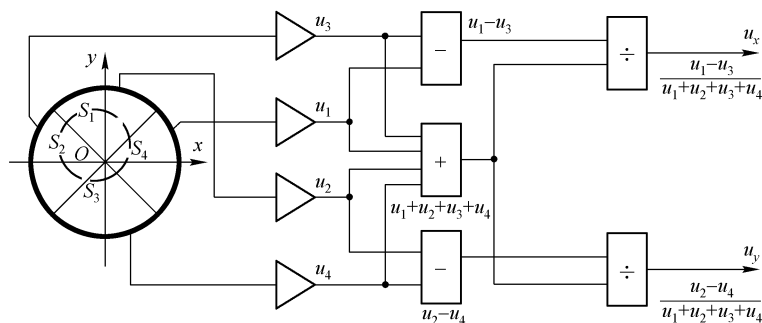 u₃
u₁−u₃
uₓ
y
−
÷
u₁−u₃
u₁+u₂+u₃+u₄
S₁
u₁
x
S₂
O
S₄
+
S₃
u₂
u₁+u₂+u₃+u₄
u_y
−
÷
u₄
u₂−u₄
u₂−u₄
u₁+u₂+u₃+u₄